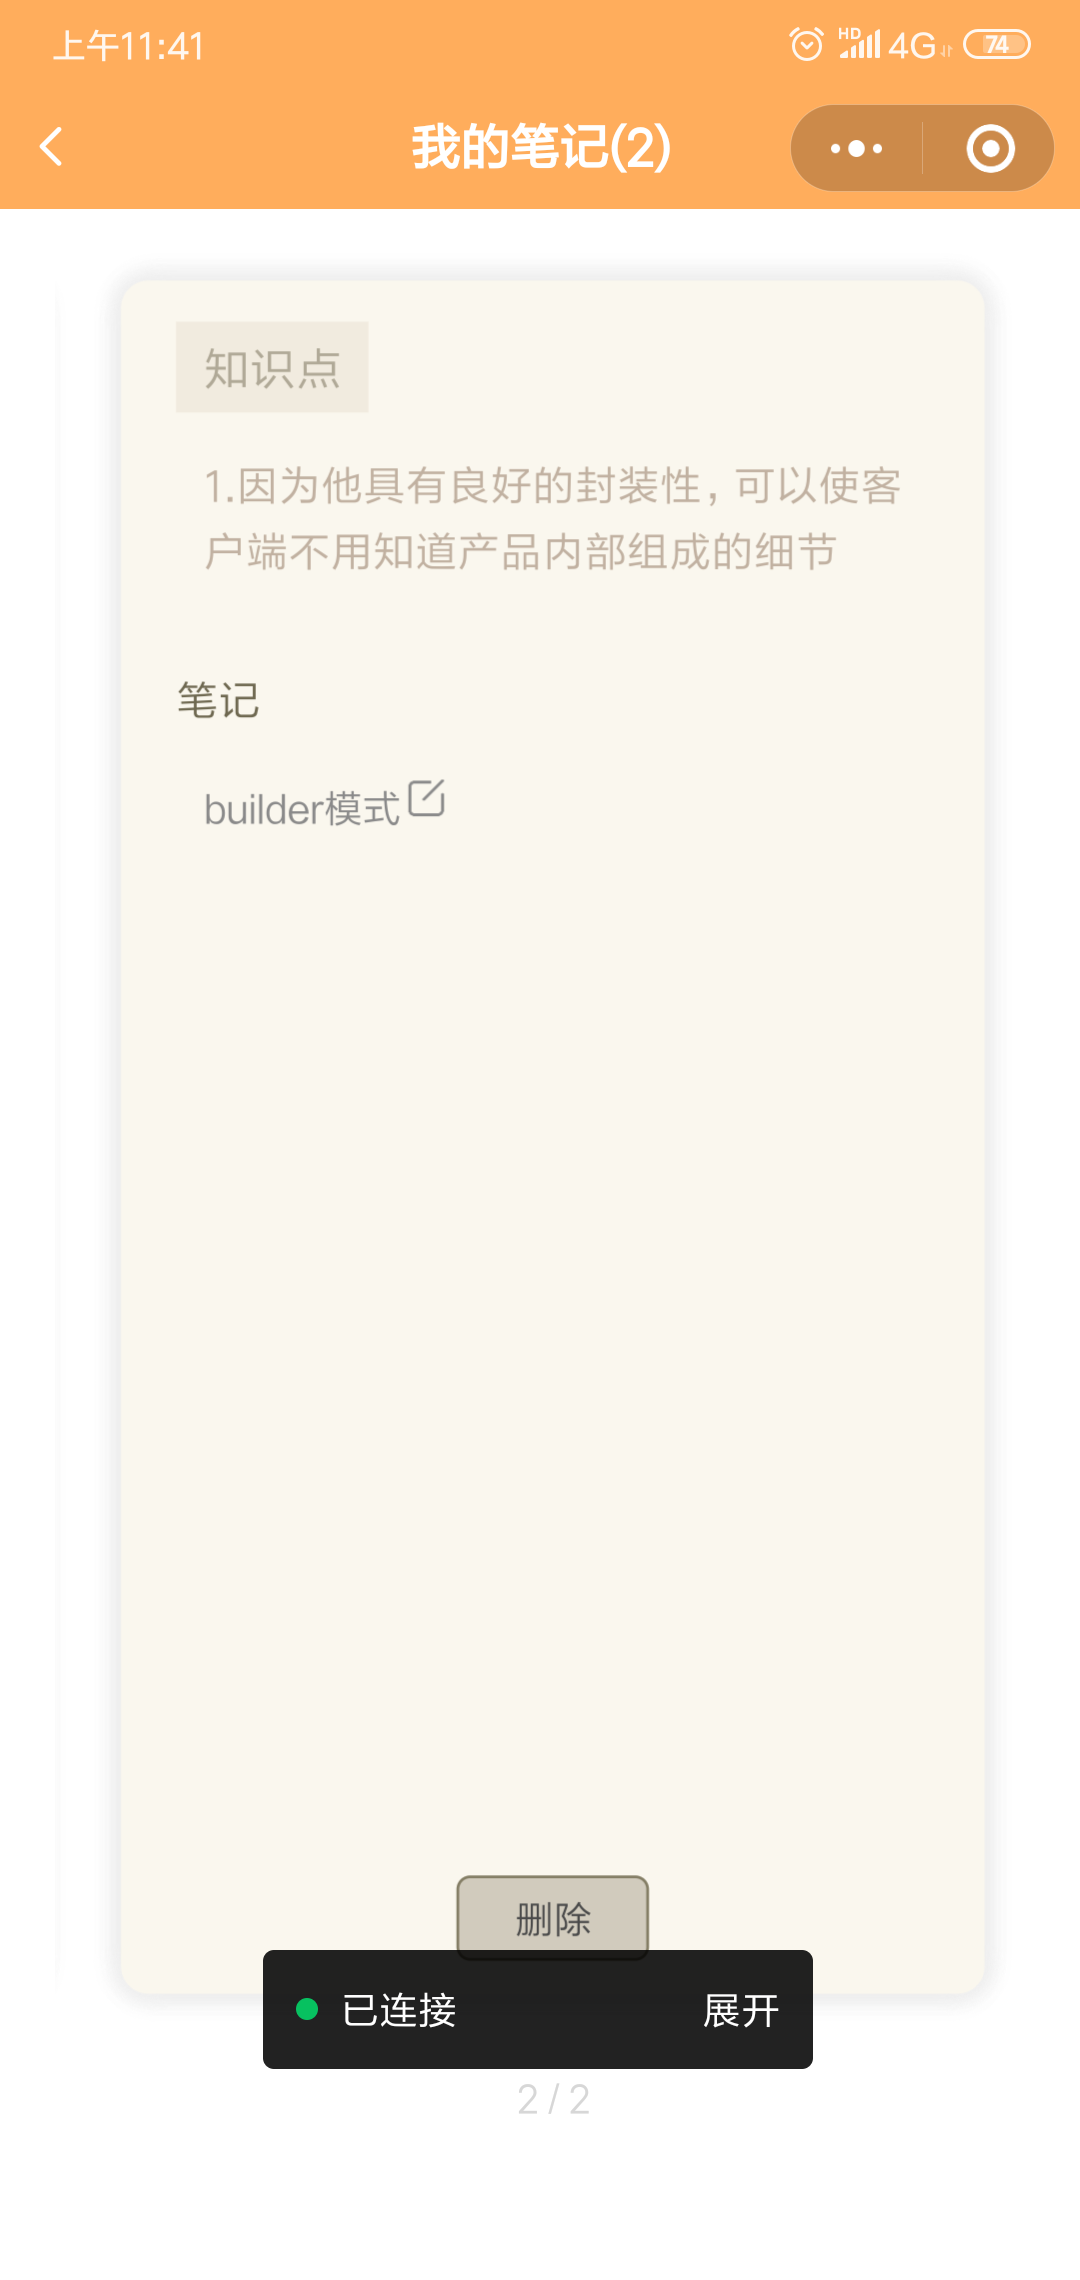 上午11:41
HD 4G 74
我的笔记(2)
知识点
1.因为他具有良好的封装性，可以使客
户端不用知道产品内部组成的细节
笔记
builder模式
删除
已连接 展开
2 / 2